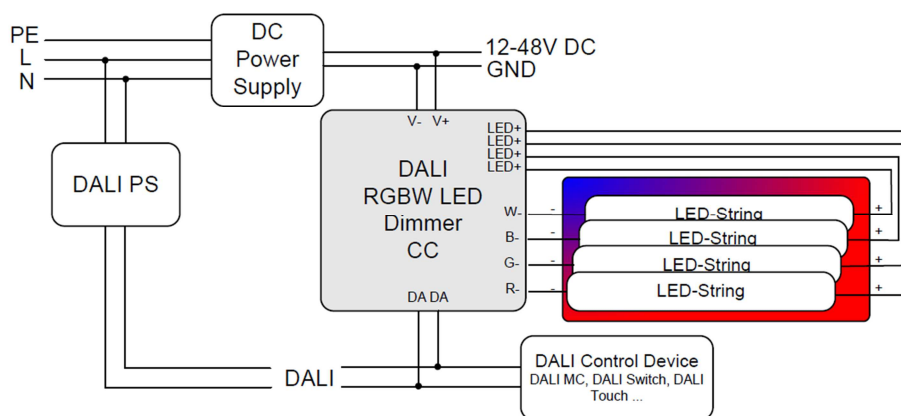 PE
L
N
DC
Power
Supply
12-48V DC
GND
DALI PS
V- V+
LED+
LED+
LED+
LED+
DALI
RGBW LED
Dimmer
CC
W-
B-
G-
R-
DA DA
- LED-String +
- LED-String +
- LED-String +
- LED-String +
DALI
DALI Control Device
DALI MC, DALI Switch, DALI
Touch ...